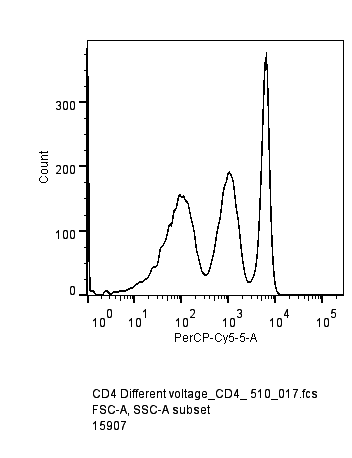 300
200
100
0
Count
10^0 10^1 10^2 10^3 10^4 10^5
PerCP-Cy5-5-A
CD4 Different voltage_CD4_ 510_017.fcs
FSC-A, SSC-A subset
15907